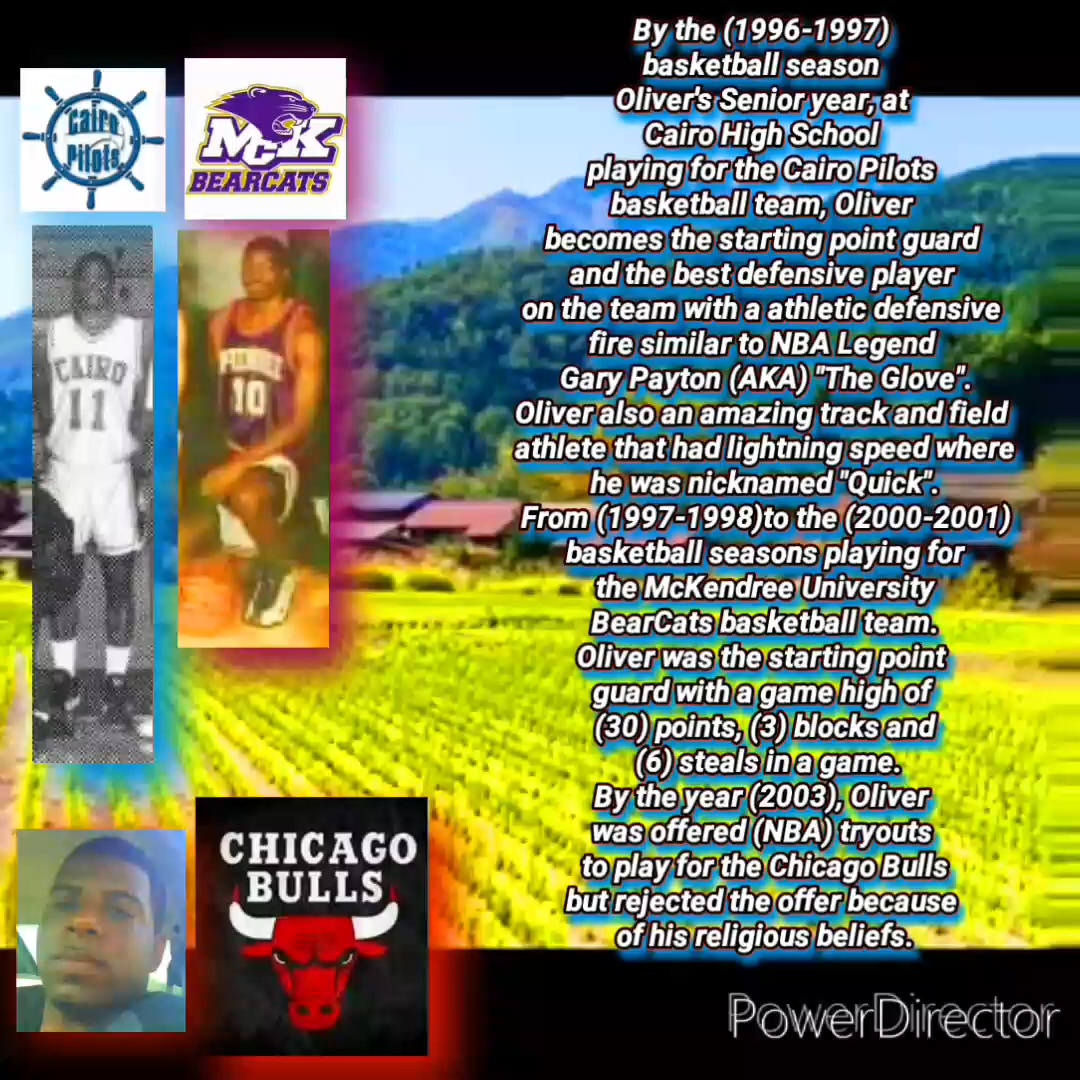 Cairo
Pilots
McK
BEARCATS
CAIRO
11
10
CHICAGO
BULLS
By the (1996-1997)
basketball season
Oliver's Senior year, at
Cairo High School
playing for the Cairo Pilots
basketball team, Oliver
becomes the starting point guard
and the best defensive player
on the team with a athletic defensive
fire similar to NBA Legend
Gary Payton (AKA) "The Glove".
Oliver also an amazing track and field
athlete that had lightning speed where
he was nicknamed "Quick".
From (1997-1998)to the (2000-2001)
basketball seasons playing for
the McKendree University
BearCats basketball team.
Oliver was the starting point
guard with a game high of
(30) points, (3) blocks and
(6) steals in a game.
By the year (2003), Oliver
was offered (NBA) tryouts
to play for the Chicago Bulls
but rejected the offer because
of his religious beliefs.
PowerDirector